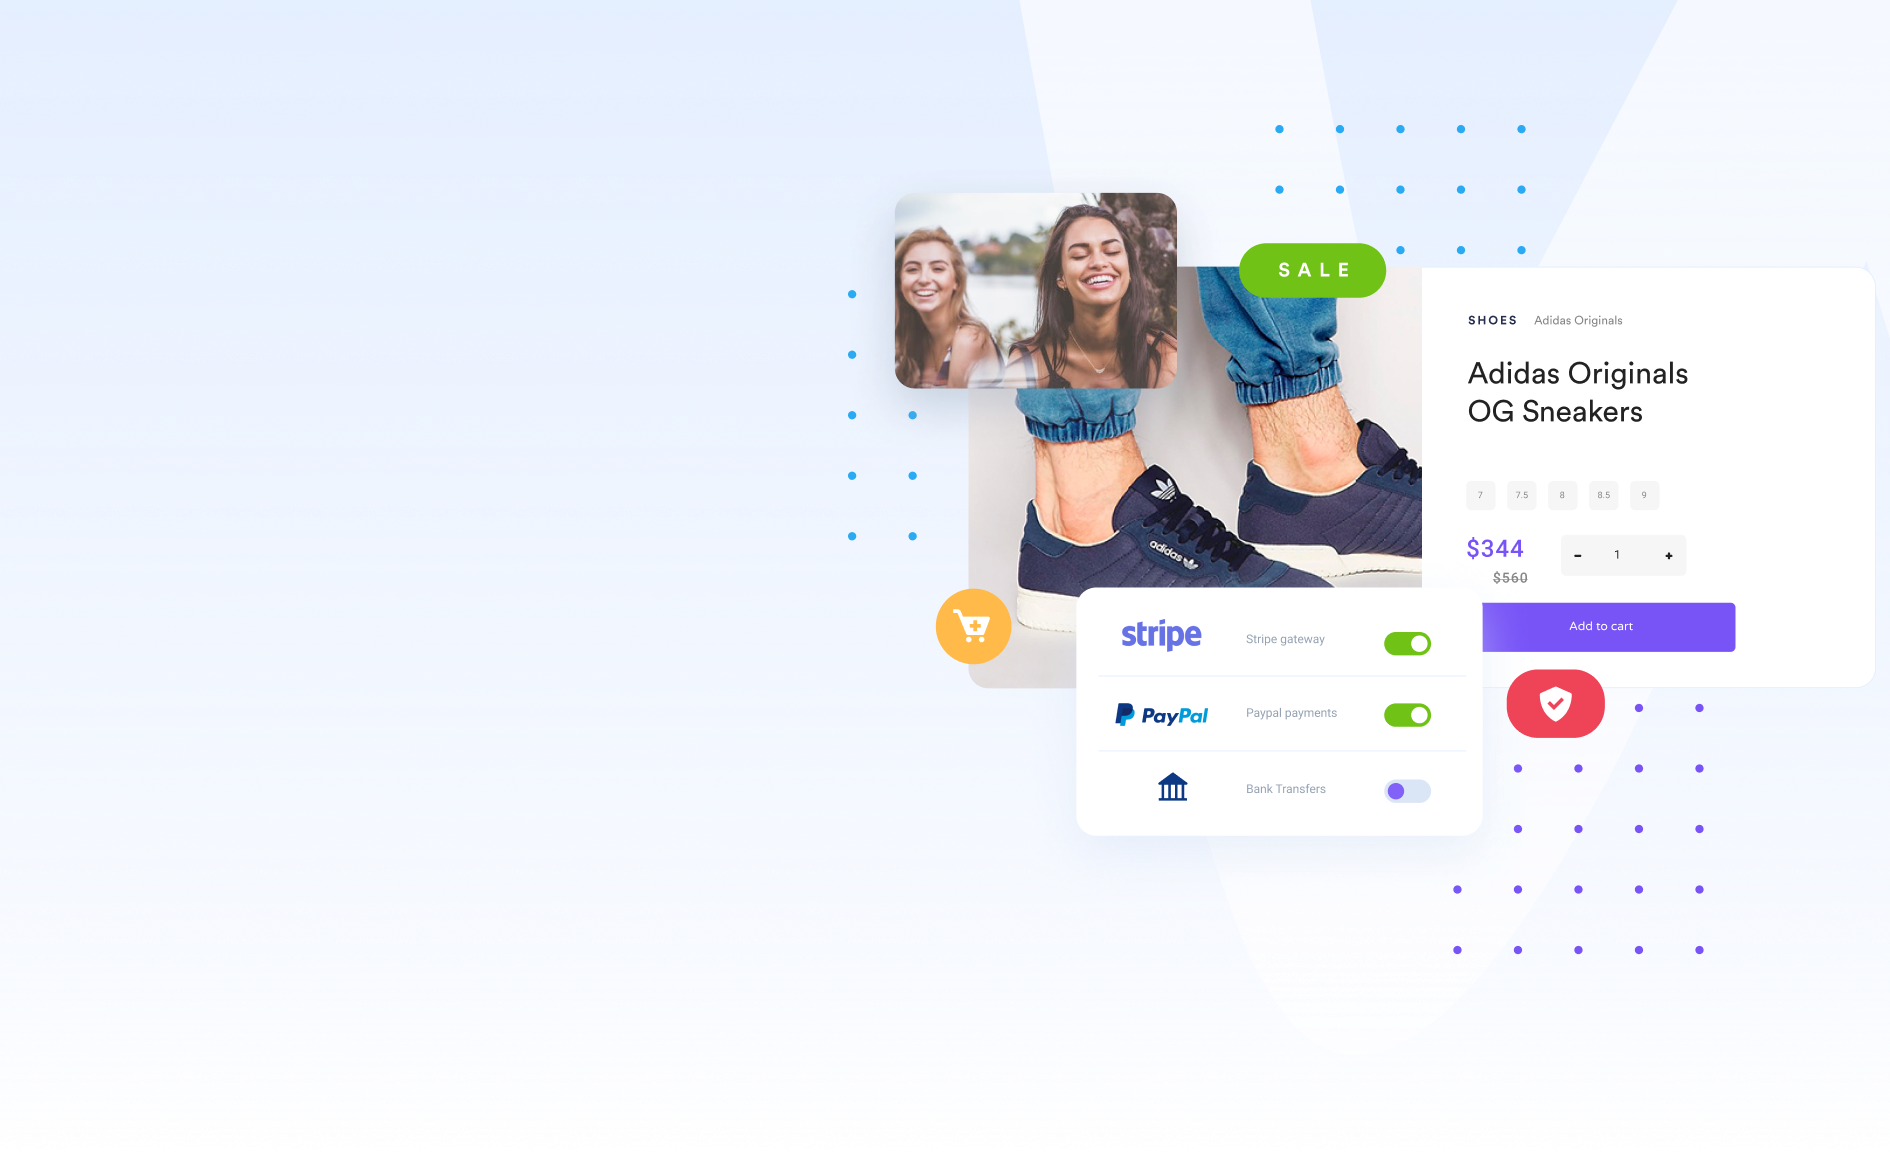 SALE
SHOES Adidas Originals
Adidas Originals
OG Sneakers
7 7.5 8 8.5 9
$344 - 1 +
$560
adidas
Add to cart
stripe Stripe gateway
PayPal Paypal payments
Bank Transfers